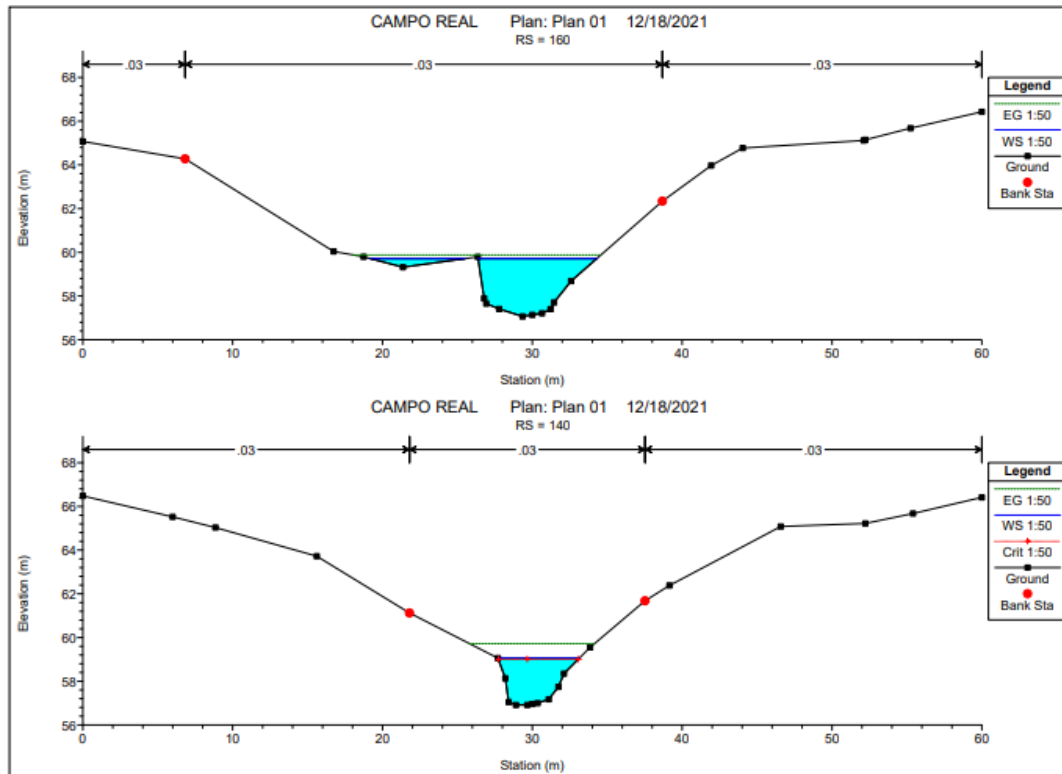 CAMPO REAL Plan: Plan 01 12/18/2021
RS = 160
.03 .03 .03
Legend
EG 1:50
WS 1:50
Ground
Bank Sta
Elevation (m)
68
66
64
62
60
58
56
0 10 20 30 40 50 60
Station (m)
CAMPO REAL Plan: Plan 01 12/18/2021
RS = 140
.03 .03 .03
Legend
EG 1:50
WS 1:50
Crit 1:50
Ground
Bank Sta
Elevation (m)
68
66
64
62
60
58
56
0 10 20 30 40 50 60
Station (m)